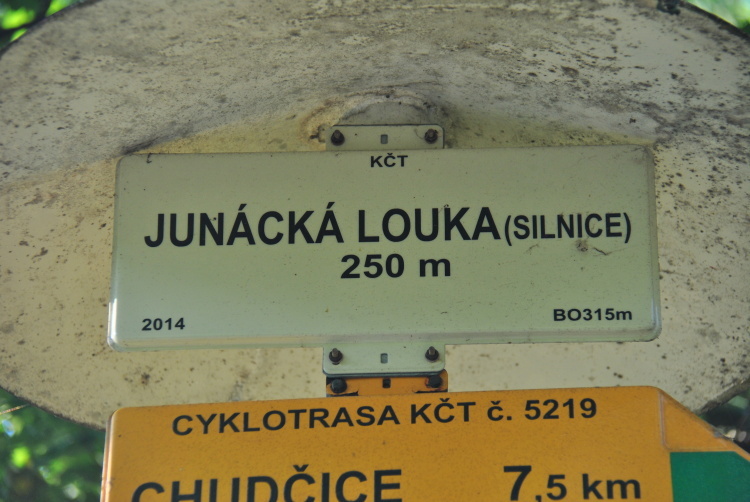 KČT
JUNÁCKÁ LOUKA (SILNICE)
250 m
2014 BO315m
CYKLOTRASA KČT č. 5219
CHUDČICE 7,5 km